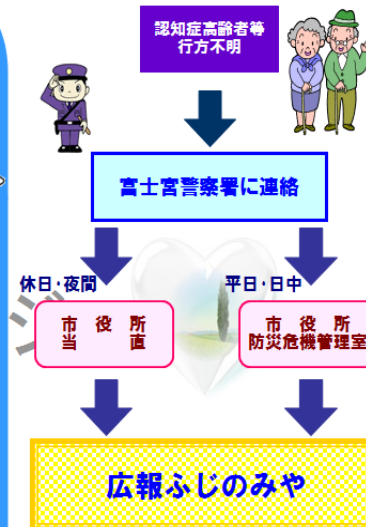 認知症高齢者等
行方不明
富士宮警察署に連絡
休日・夜間
平日・日中
市役所
当直
市役所
防災危機管理室
広報ふじのみや